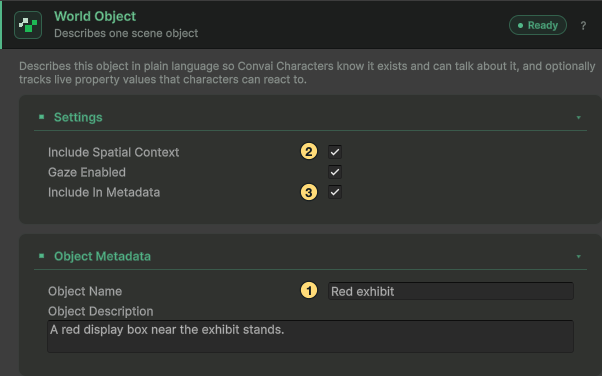 World Object
Describes one scene object
Ready
?
Describes this object in plain language so Convai Characters know it exists and can talk about it, and optionally
tracks live property values that characters can react to.
Settings
Include Spatial Context 2
Gaze Enabled
Include In Metadata 3
Object Metadata
Object Name 1 Red exhibit
Object Description
A red display box near the exhibit stands.